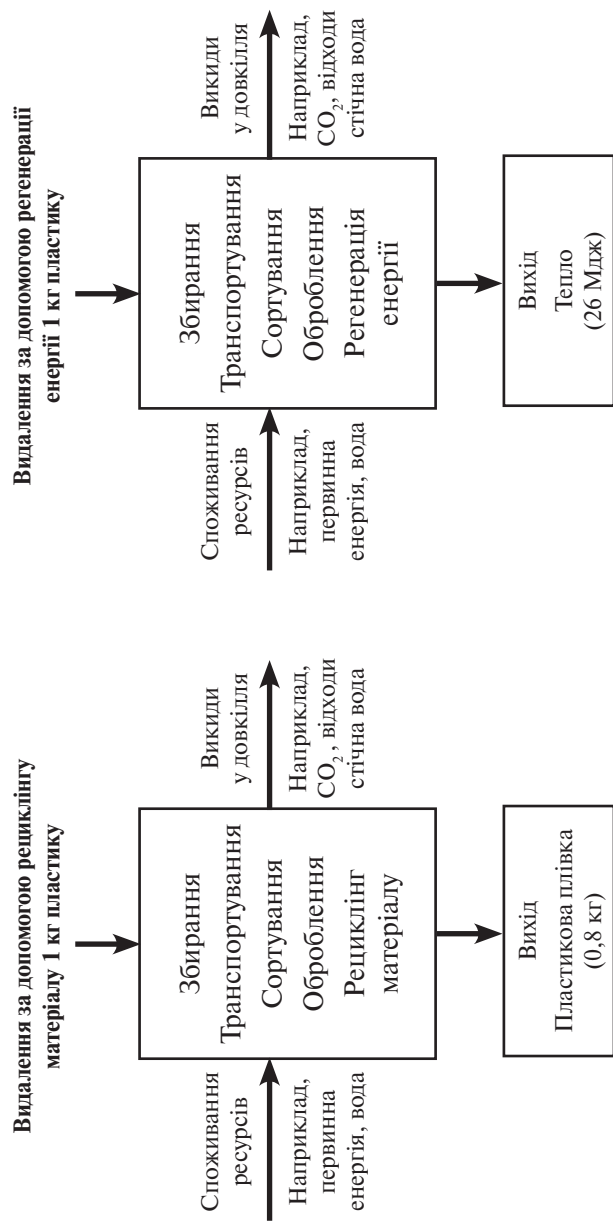 Видалення за допомогою рециклінгу
матеріалу 1 кг пластику
Споживання
ресурсів
Наприклад,
первинна
енергія, вода
Збирання
Транспортування
Сортування
Оброблення
Рециклінг
матеріалу
Викиди
у довкілля
Наприклад,
CO₂, відходи
стічна вода
Вихід
Пластикова плівка
(0,8 кг)
Видалення за допомогою регенерації
енергії 1 кг пластику
Споживання
ресурсів
Наприклад,
первинна
енергія, вода
Збирання
Транспортування
Сортування
Оброблення
Регенерація
енергії
Викиди
у довкілля
Наприклад,
CO₂, відходи
стічна вода
Вихід
Тепло
(26 Мдж)